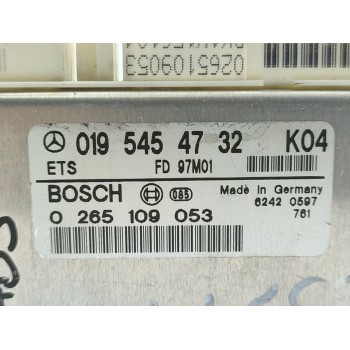 0265109053
019 545 47 32 K04
ETS FD 97M01
BOSCH 085 Made in Germany
0 265 109 053 6242 0597
761